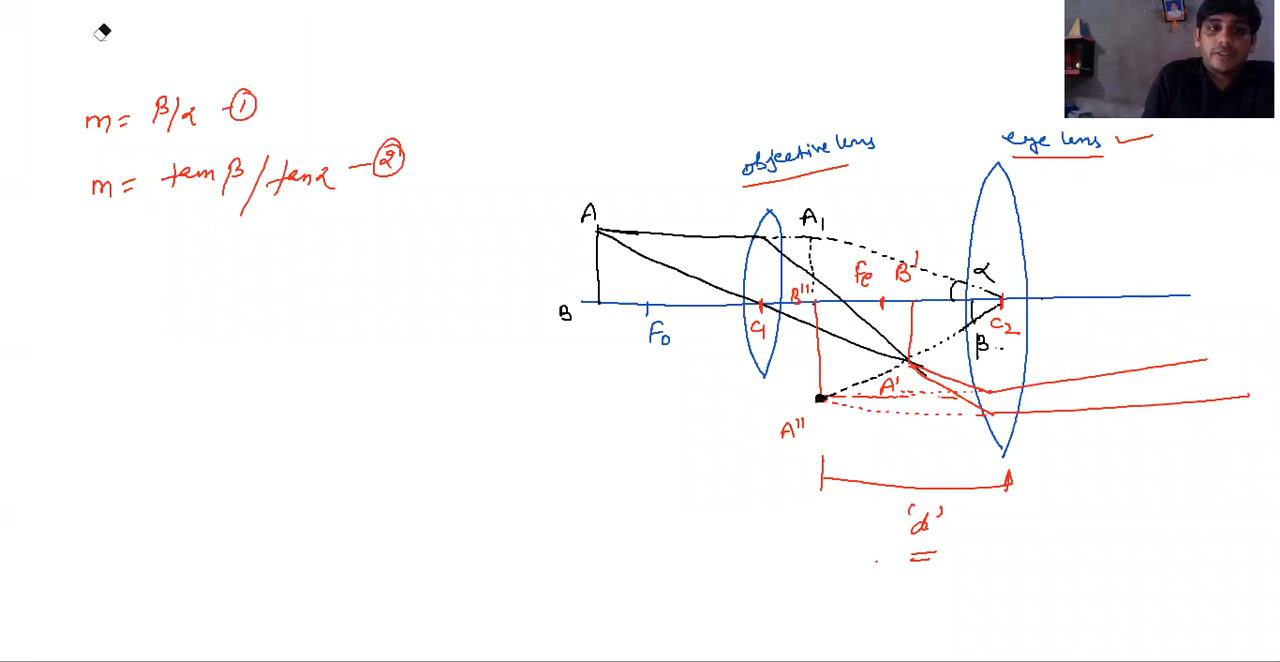 m = β/α - ①
m = tan β / tan α - ②
objective lens
eye lens
A
A₁
α
Fe
B'
B''
B
F₀
C₁
C₂
β
A'
A''
'd'